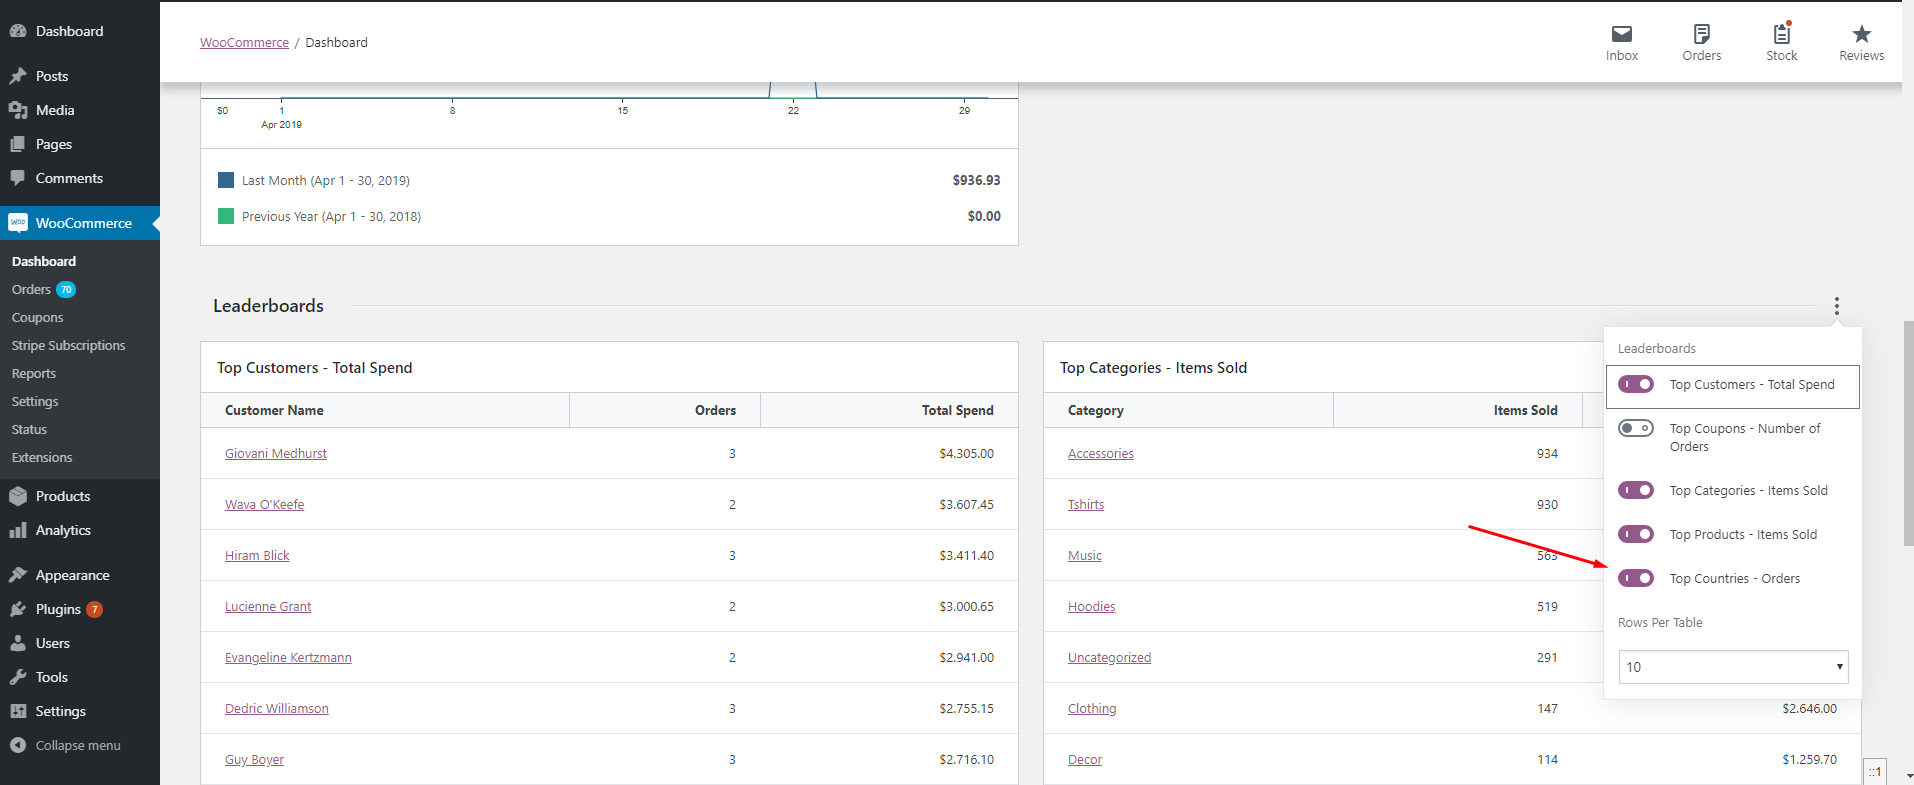 Dashboard
Posts
Media
Pages
Comments
WOO WooCommerce
Dashboard
Orders 70
Coupons
Stripe Subscriptions
Reports
Settings
Status
Extensions
Products
Analytics
Appearance
Plugins 7
Users
Tools
Settings
Collapse menu
WooCommerce / Dashboard
Inbox
Orders
Stock
Reviews
$0 1 8 15 22 29
Apr 2019
Last Month (Apr 1 - 30, 2019) $936.93
Previous Year (Apr 1 - 30, 2018) $0.00
Leaderboards
Top Customers - Total Spend
Customer Name Orders Total Spend
Giovani Medhurst 3 $4.305.00
Wava O'Keefe 2 $3.607.45
Hiram Blick 3 $3.411.40
Lucienne Grant 2 $3.000.65
Evangeline Kertzmann 2 $2.941.00
Dedric Williamson 3 $2.755.15
Guy Boyer 3 $2.716.10
Top Categories - Items Sold
Category Items Sold
Accessories 934
Tshirts 930
Music 563
Hoodies 519
Uncategorized 291
Clothing 147 $2.646.00
Decor 114 $1.259.70
Leaderboards
Top Customers - Total Spend
Top Coupons - Number of
Orders
Top Categories - Items Sold
Top Products - Items Sold
Top Countries - Orders
Rows Per Table
10
::1